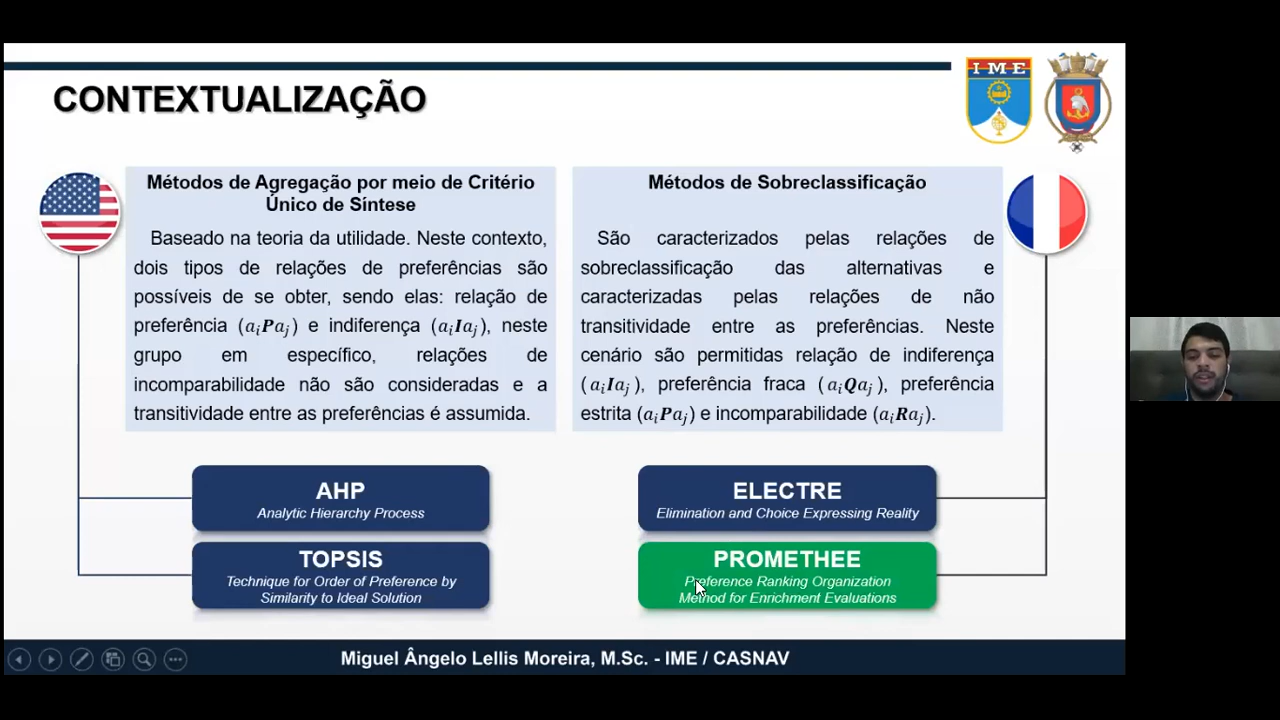 CONTEXTUALIZAÇÃO
IME
Métodos de Agregação por meio de Critério
Único de Síntese
Baseado na teoria da utilidade. Neste contexto,
dois tipos de relações de preferências são
possíveis de se obter, sendo elas: relação de
preferência (aᵢPaⱼ) e indiferença (aᵢIaⱼ), neste
grupo em específico, relações de
incomparabilidade não são consideradas e a
transitividade entre as preferências é assumida.
Métodos de Sobreclassificação
São caracterizados pelas relações de
sobreclassificação das alternativas e
caracterizadas pelas relações de não
transitividade entre as preferências. Neste
cenário são permitidas relação de indiferença
(aᵢIaⱼ), preferência fraca (aᵢQaⱼ), preferência
estrita (aᵢPaⱼ) e incomparabilidade (aᵢRaⱼ).
AHP
Analytic Hierarchy Process
TOPSIS
Technique for Order of Preference by
Similarity to Ideal Solution
ELECTRE
Elimination and Choice Expressing Reality
PROMETHEE
Preference Ranking Organization
Method for Enrichment Evaluations
Miguel Ângelo Lellis Moreira, M.Sc. - IME / CASNAV